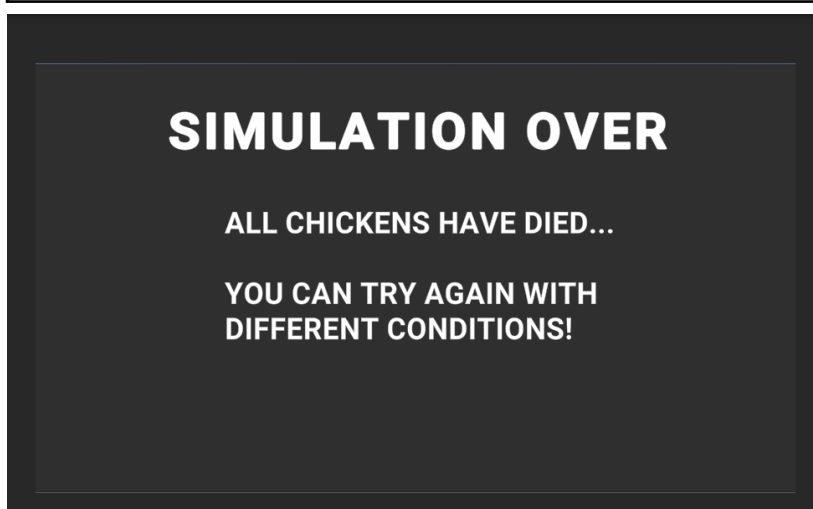 SIMULATION OVER
ALL CHICKENS HAVE DIED...
YOU CAN TRY AGAIN WITH
DIFFERENT CONDITIONS!